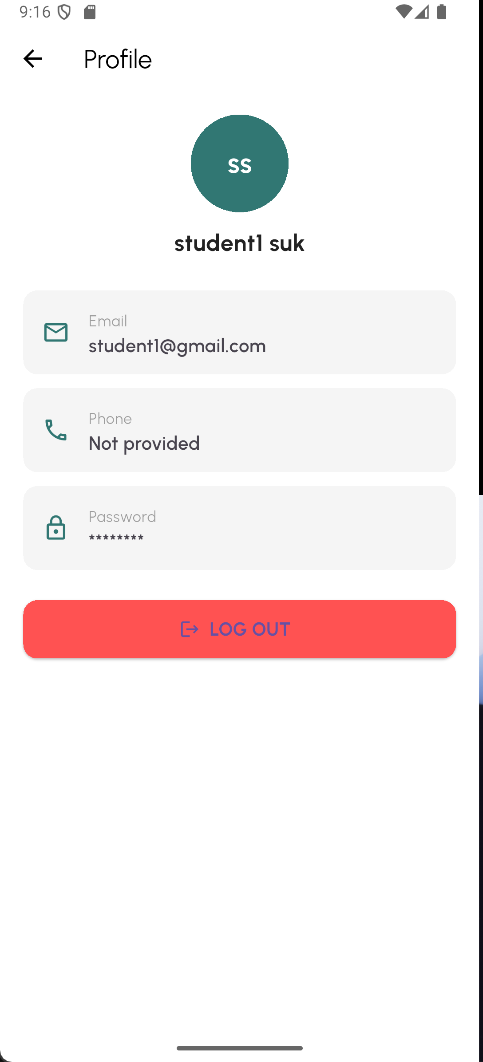 9:16
Profile
ss
student1 suk
Email
student1@gmail.com
Phone
Not provided
Password
********
LOG OUT